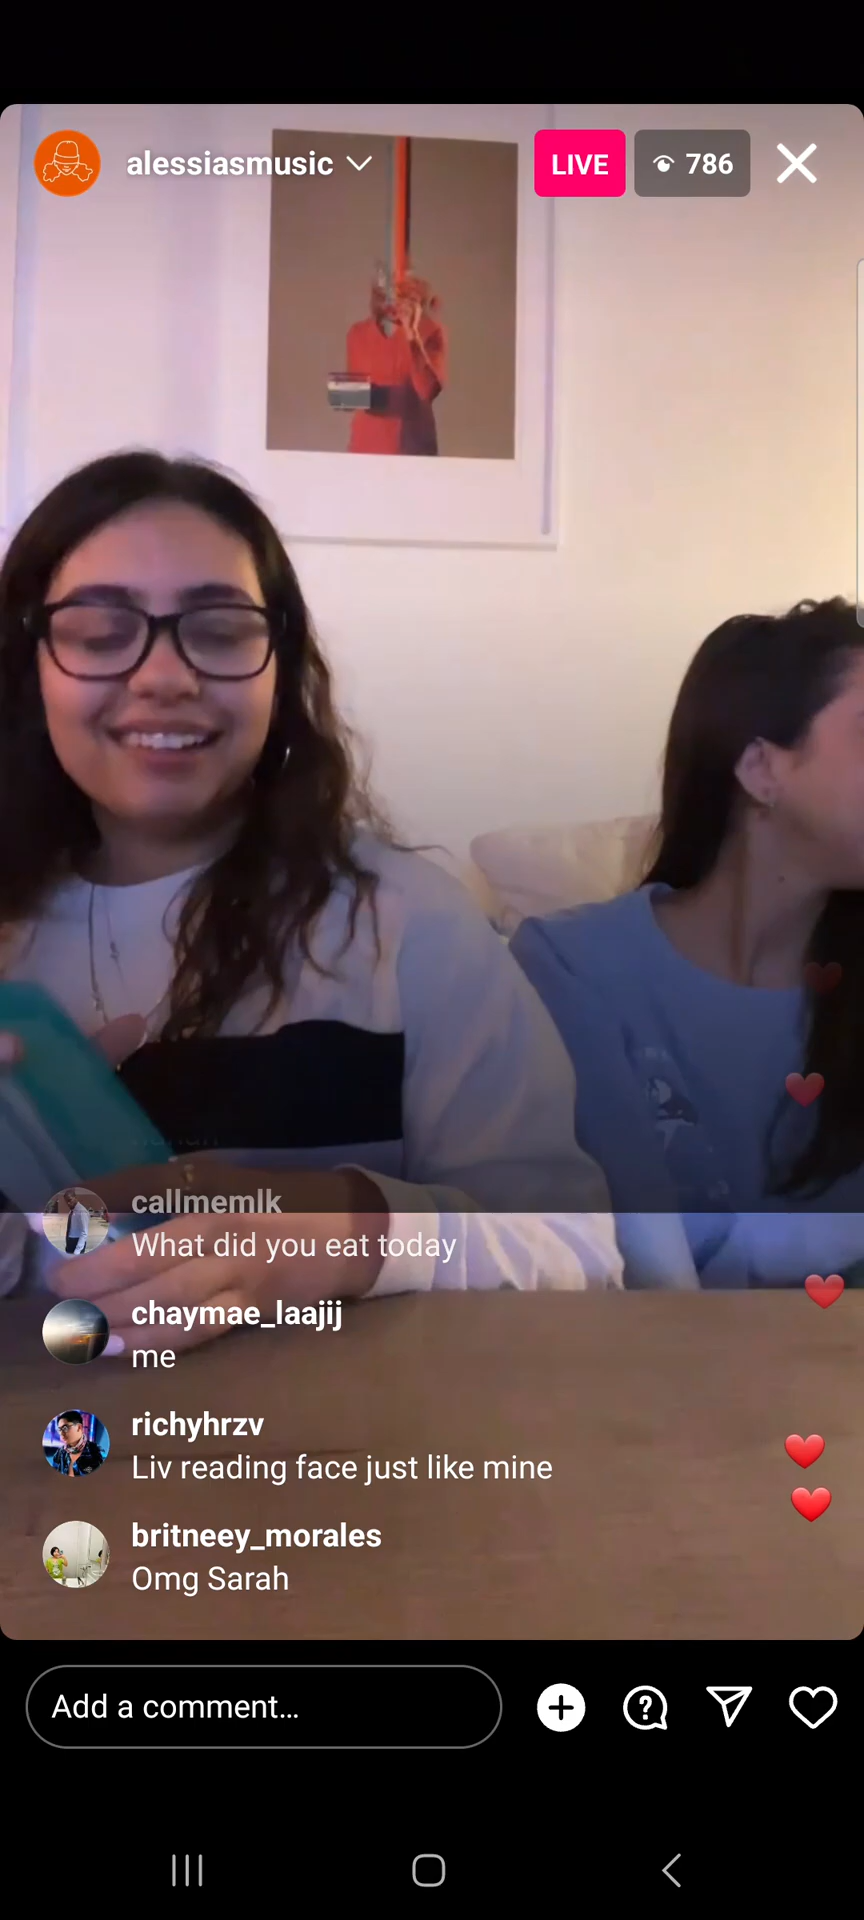 alessiasmusic
LIVE
786
callmemlk
What did you eat today
chaymae_laajij
me
richyhrzv
Liv reading face just like mine
britneey_morales
Omg Sarah
Add a comment...